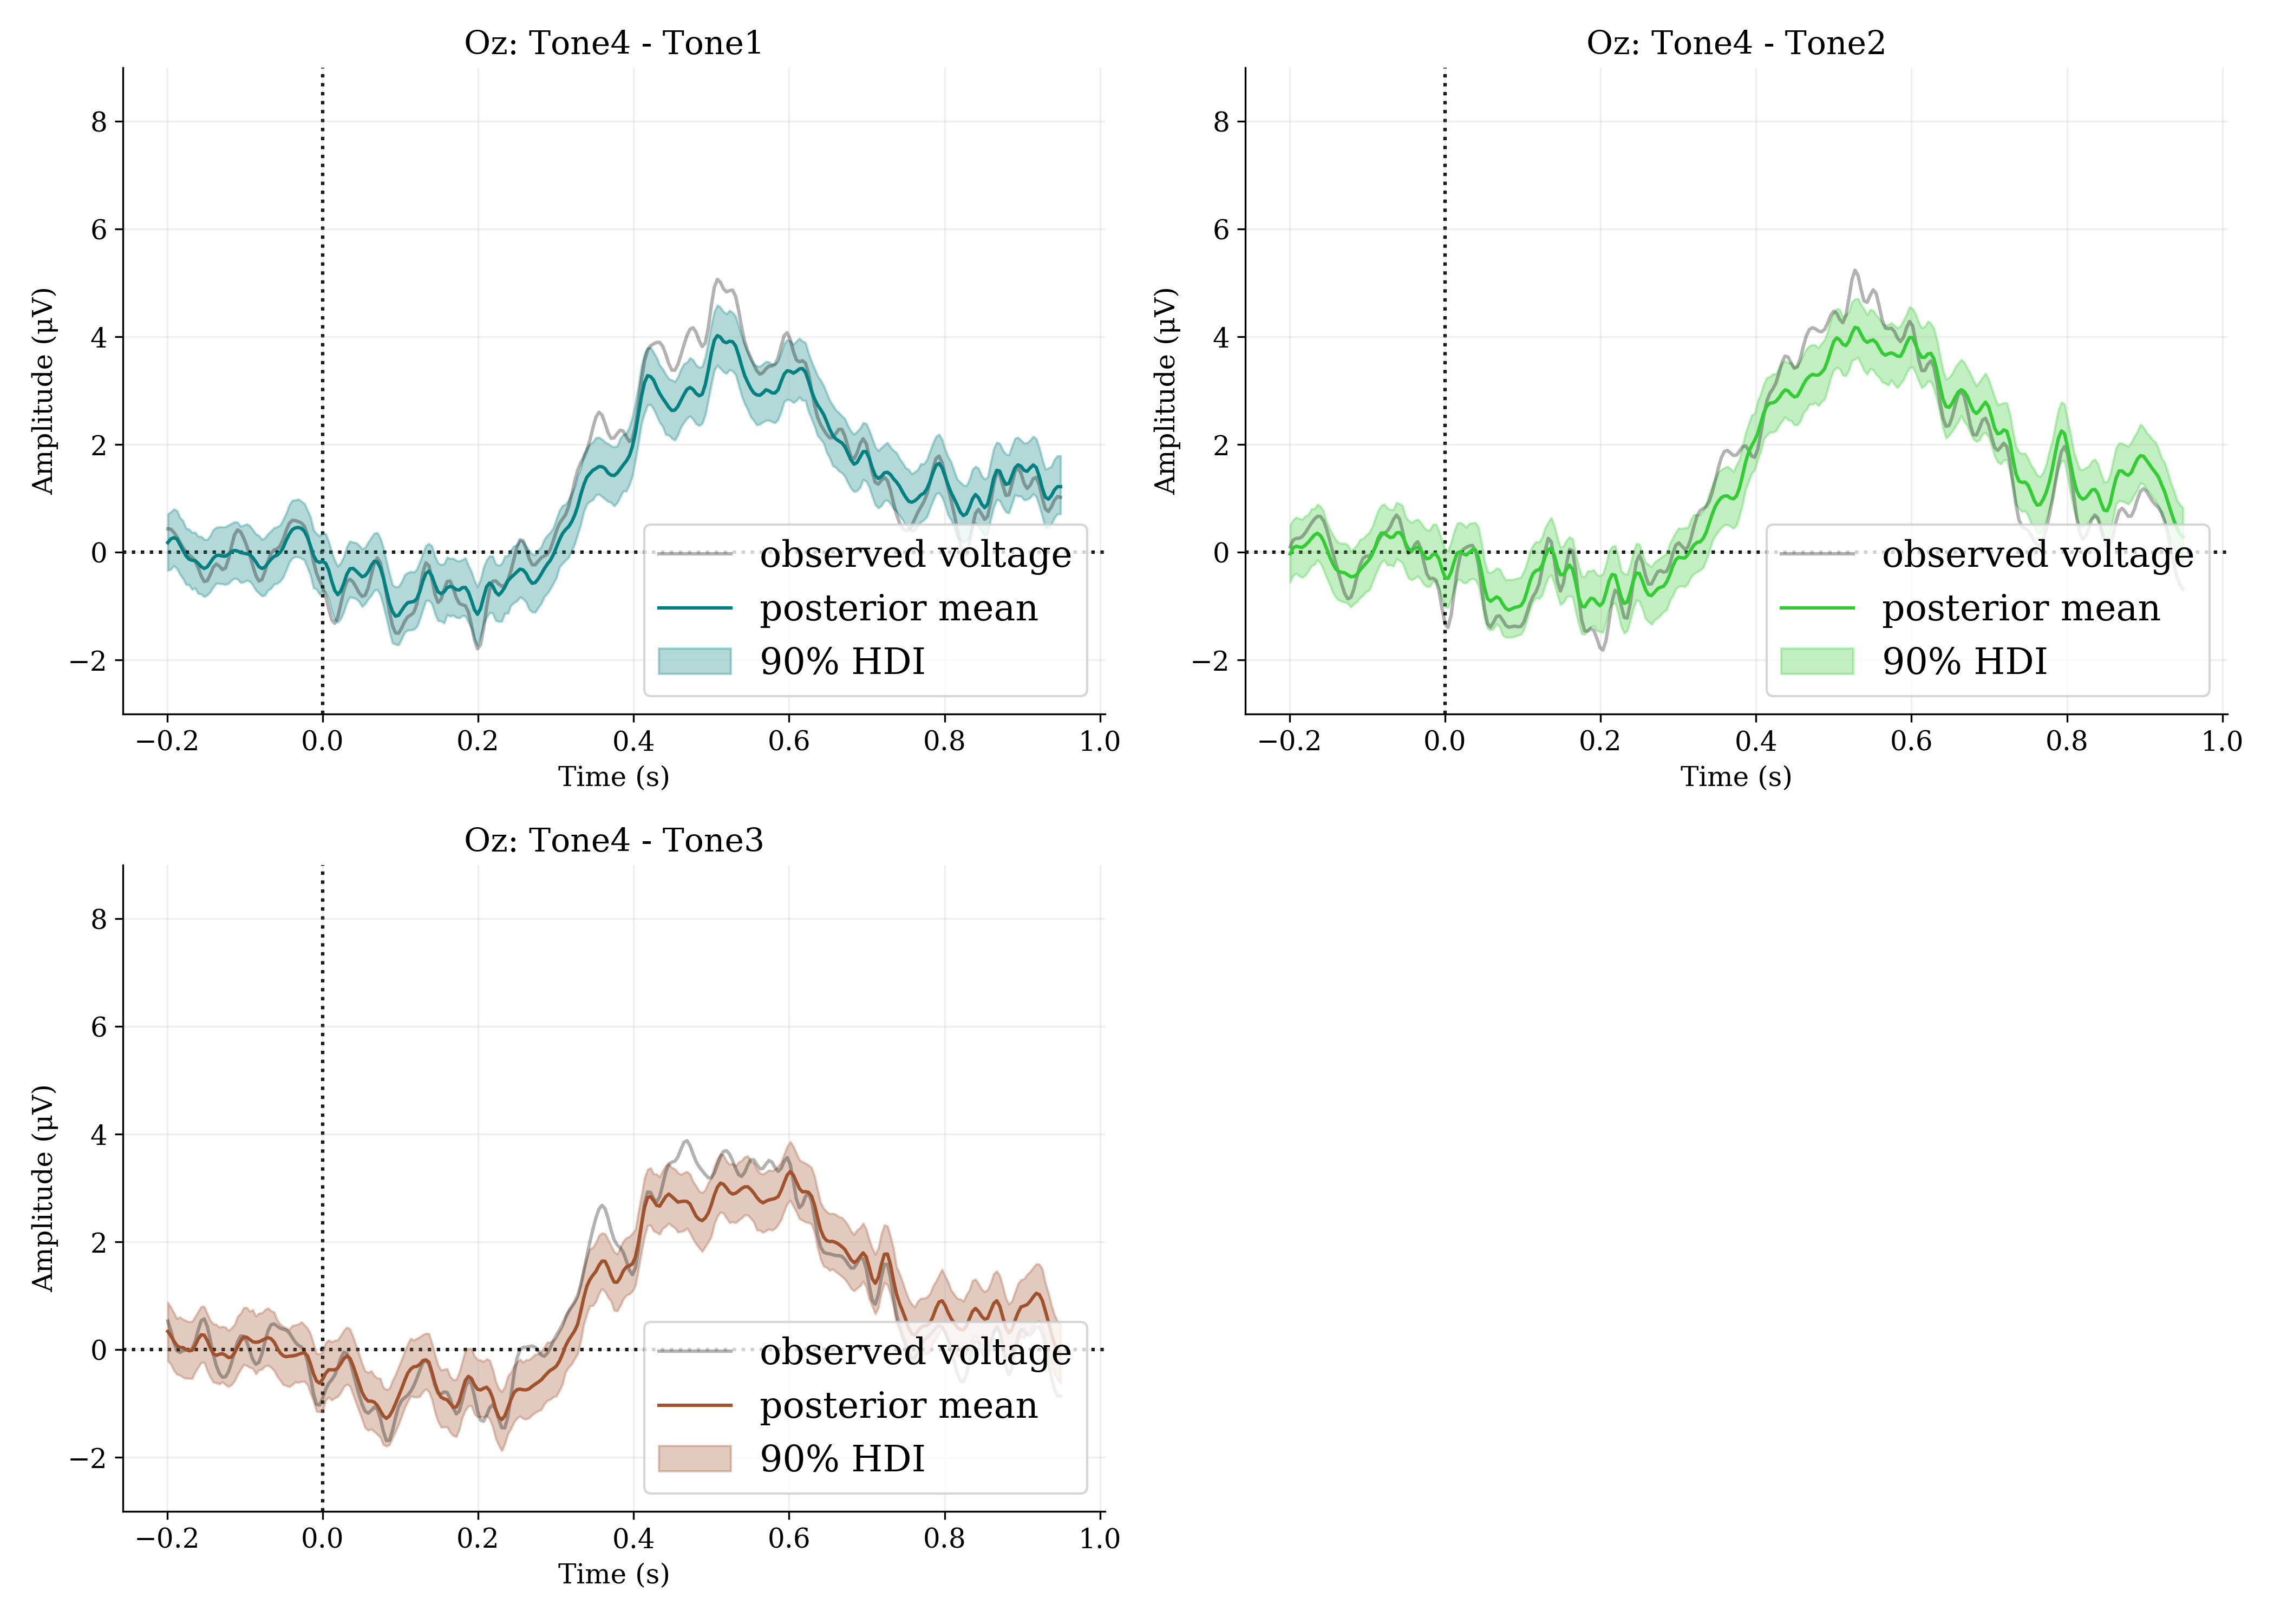 Oz: Tone4 - Tone1
8
6
4
2
0
−2
Amplitude (µV)
−0.2 0.0 0.2 0.4 0.6 0.8 1.0
Time (s)
observed voltage
posterior mean
90% HDI
Oz: Tone4 - Tone2
8
6
4
2
0
−2
Amplitude (µV)
−0.2 0.0 0.2 0.4 0.6 0.8 1.0
Time (s)
observed voltage
posterior mean
90% HDI
Oz: Tone4 - Tone3
8
6
4
2
0
−2
Amplitude (µV)
−0.2 0.0 0.2 0.4 0.6 0.8 1.0
Time (s)
observed voltage
posterior mean
90% HDI